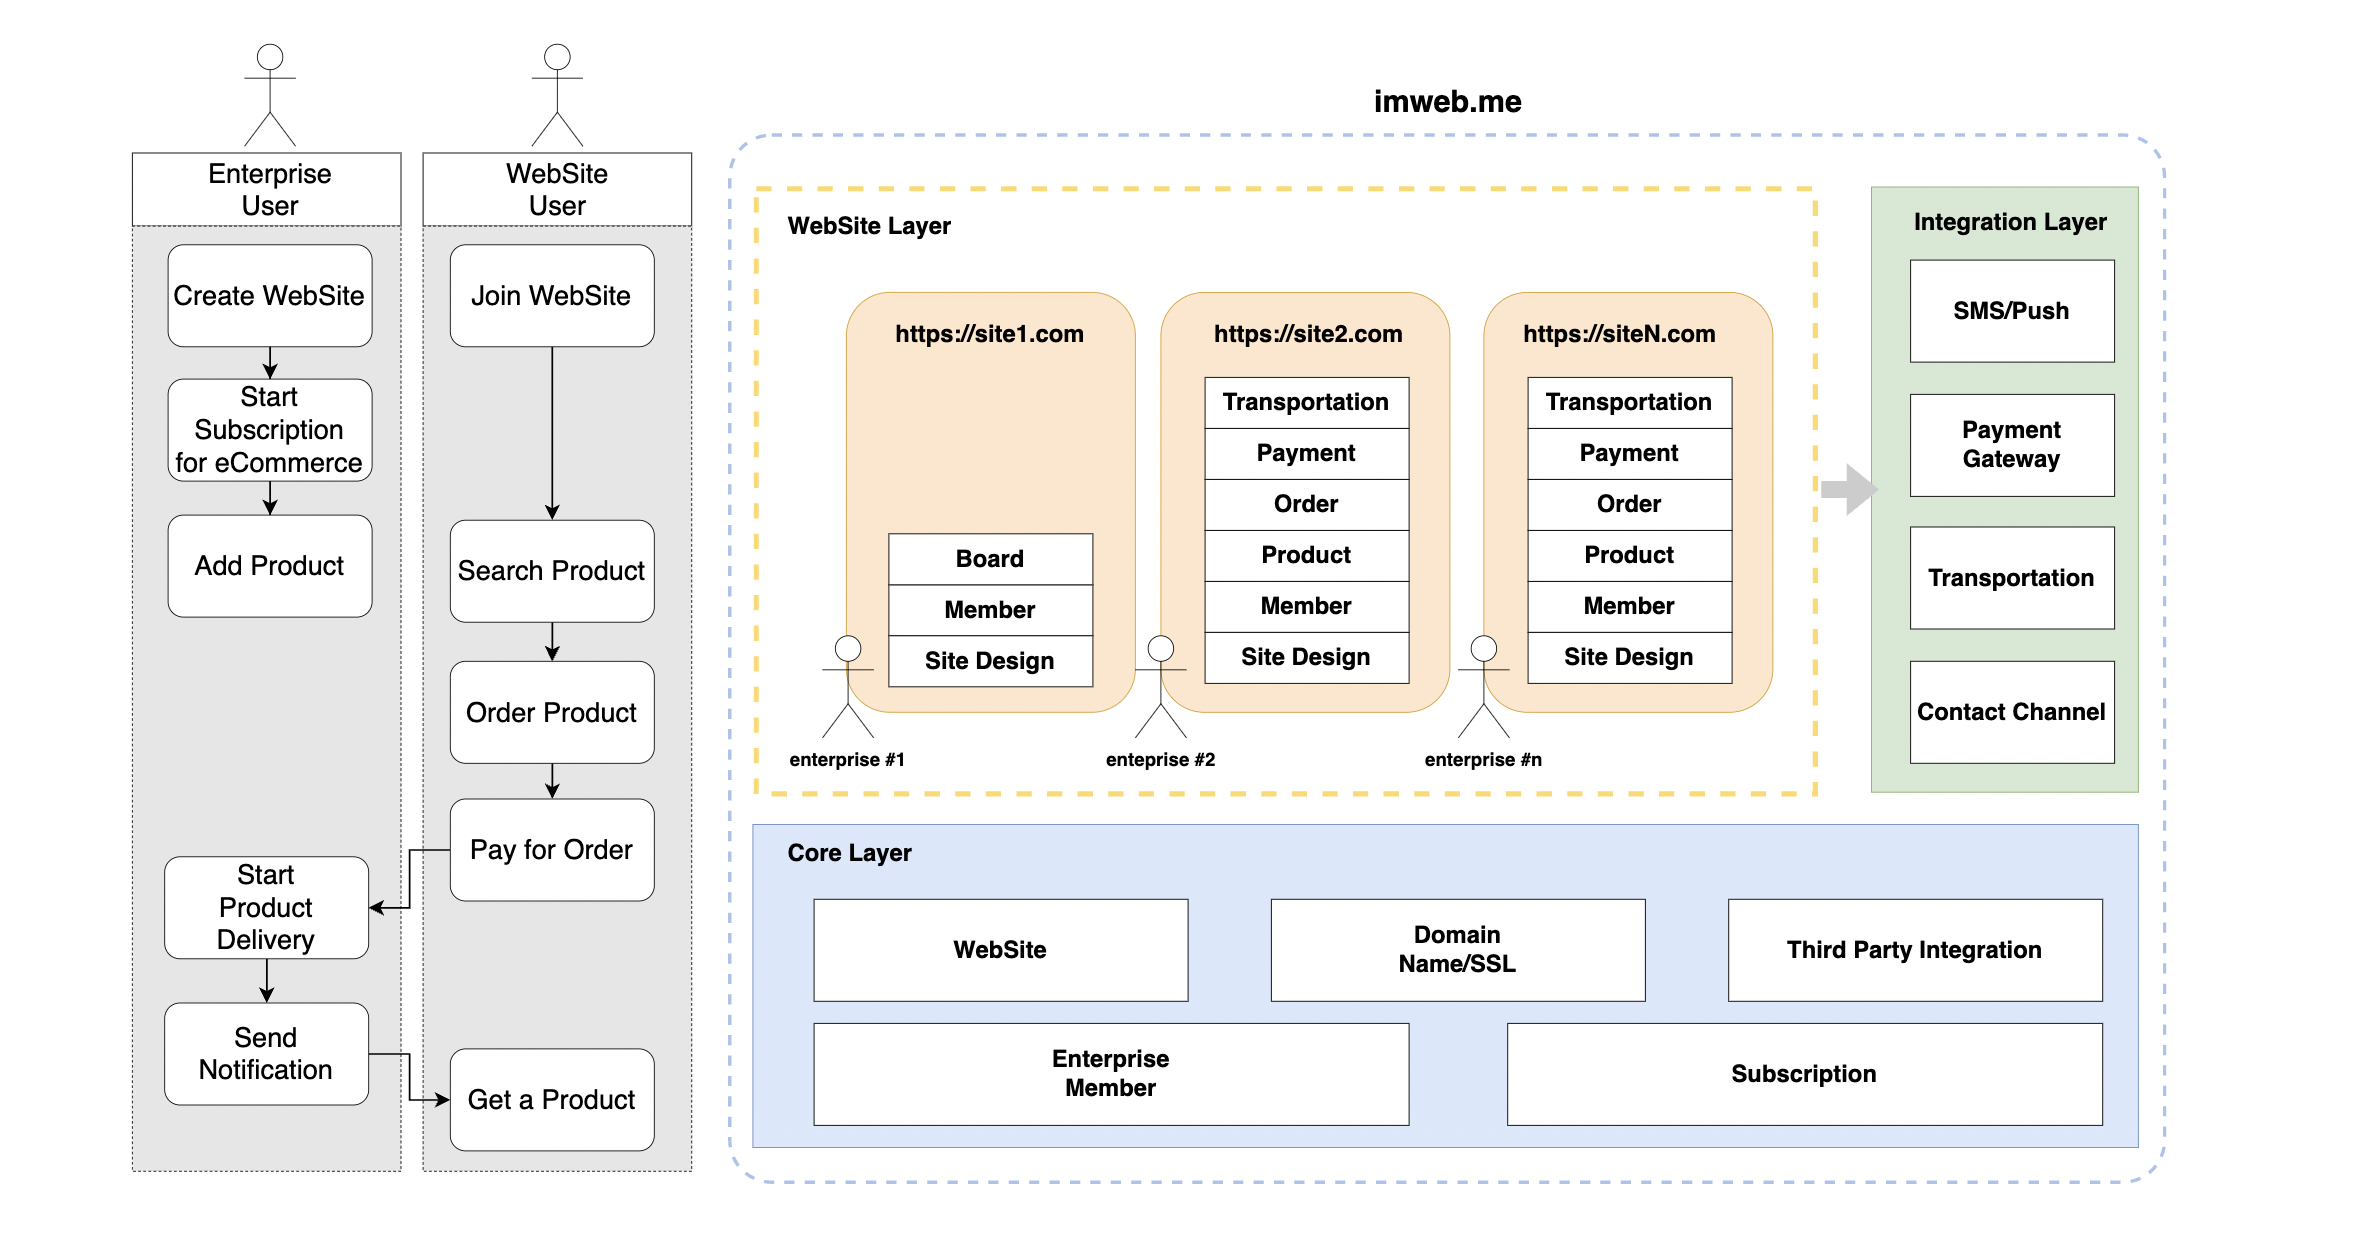 Enterprise
User
Create WebSite
Start
Subscription
for eCommerce
Add Product
Start
Product
Delivery
Send
Notification
WebSite
User
Join WebSite
Search Product
Order Product
Pay for Order
Get a Product
imweb.me
WebSite Layer
https://site1.com
Board
Member
Site Design
enterprise #1
https://site2.com
Transportation
Payment
Order
Product
Member
Site Design
enteprise #2
https://siteN.com
Transportation
Payment
Order
Product
Member
Site Design
enterprise #n
Integration Layer
SMS/Push
Payment
Gateway
Transportation
Contact Channel
Core Layer
WebSite
Domain
Name/SSL
Third Party Integration
Enterprise
Member
Subscription